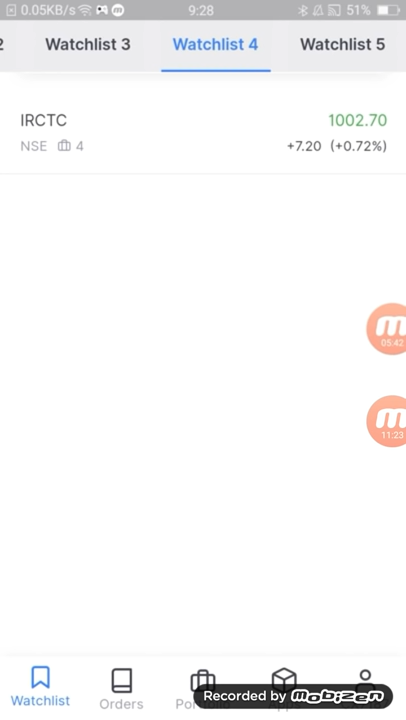 0.05KB/s 9:28 51%
2 Watchlist 3 Watchlist 4 Watchlist 5
IRCTC 1002.70
NSE 4 +7.20 (+0.72%)
m
05:42
m
11:23
Watchlist Orders
Recorded by mobizen